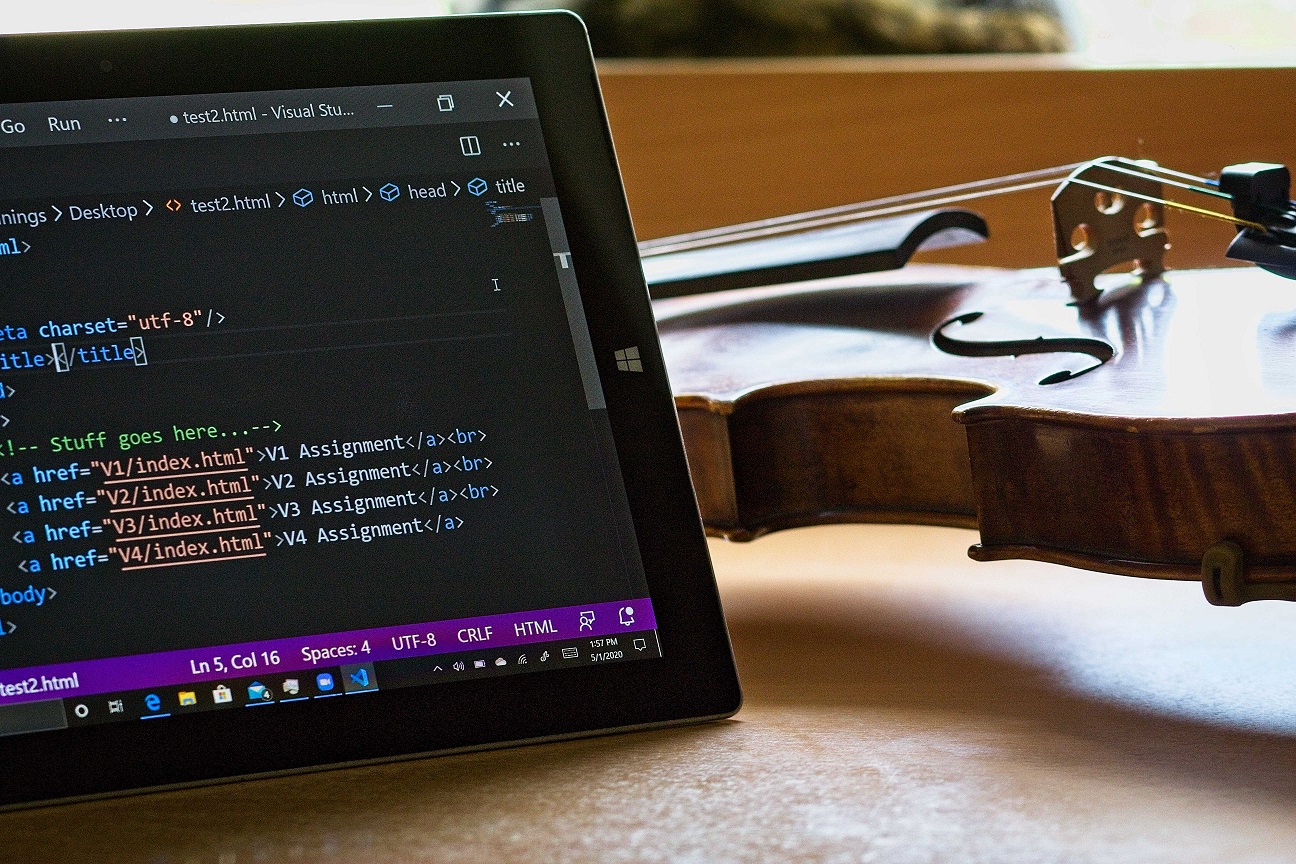 Go Run ··· ● test2.html - Visual Stu...
nings > Desktop > test2.html > html > head > title
ml>
eta charset="utf-8"/>
itle></title>
d>
>
<!-- Stuff goes here...-->
<a href="V1/index.html">V1 Assignment</a><br>
<a href="V2/index.html">V2 Assignment</a><br>
<a href="V3/index.html">V3 Assignment</a><br>
<a href="V4/index.html">V4 Assignment</a>
body>
l>
test2.html Ln 5, Col 16 Spaces: 4 UTF-8 CRLF HTML
4
1:57 PM
5/1/2020